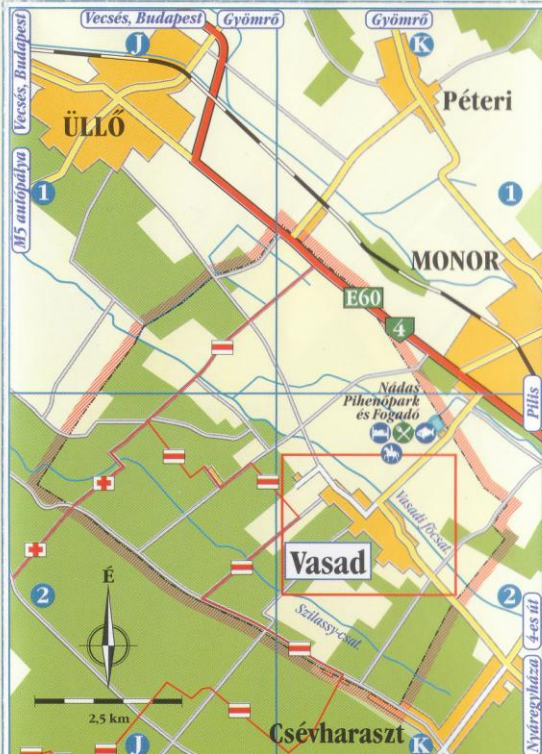 Vecsés, Budapest
Gyömrő
Gyömrő
Vecsés, Budapest
J
K
ÜLLŐ
Péteri
M5 autópálya
1
1
MONOR
E60
4
Nádas
Pihenőpark
és Fogadó
Pilis
Vasadi főcsat.
Vasad
É
2
2
Szilassy-csat.
4-es út
Nyáregyháza
2,5 km
Csévharaszt
J
K